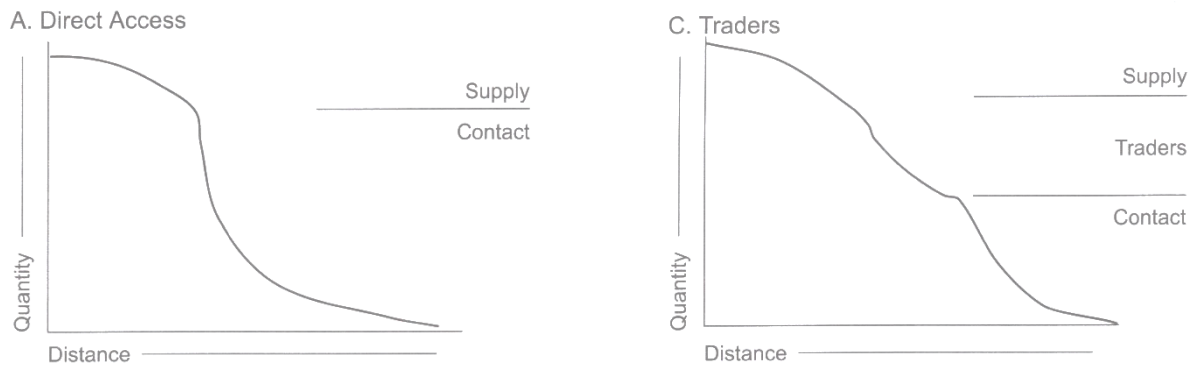 A. Direct Access
Supply
Contact
Quantity
Distance
C. Traders
Supply
Traders
Contact
Quantity
Distance